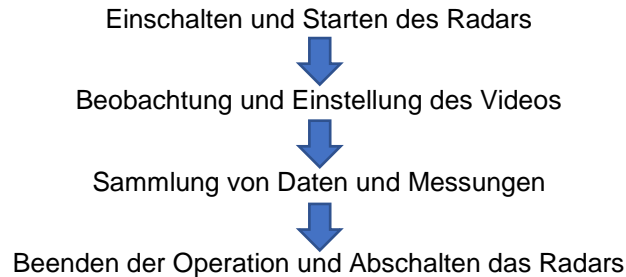 Einschalten und Starten des Radars
Beobachtung und Einstellung des Videos
Sammlung von Daten und Messungen
Beenden der Operation und Abschalten das Radars